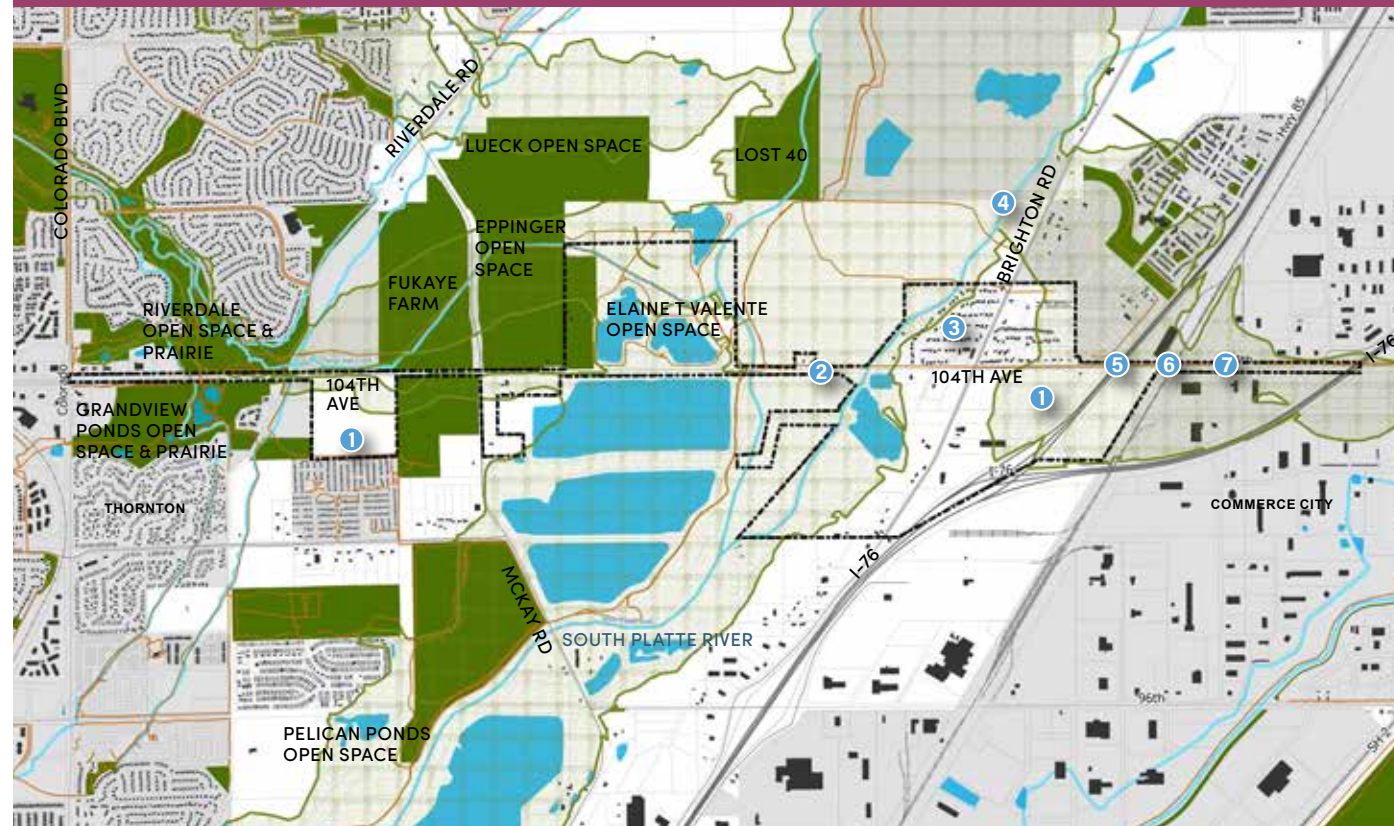 COLORADO BLVD
RIVERDALE RD
LUECK OPEN SPACE
LOST 40
HWY 85
4
BRIGHTON RD
EPPINGER
OPEN
SPACE
FUKAYE
FARM
RIVERDALE
OPEN SPACE &
PRAIRIE
ELAINE T VALENTE
OPEN SPACE
3
I-76
5
6
7
2
104TH AVE
104TH
AVE
Colorado
1
GRANDVIEW
PONDS OPEN
SPACE & PRAIRIE
1
I-76
THORNTON
COMMERCE CITY
I-76
MCKAY RD
SOUTH PLATTE RIVER
96th
PELICAN PONDS
OPEN SPACE
SH-2